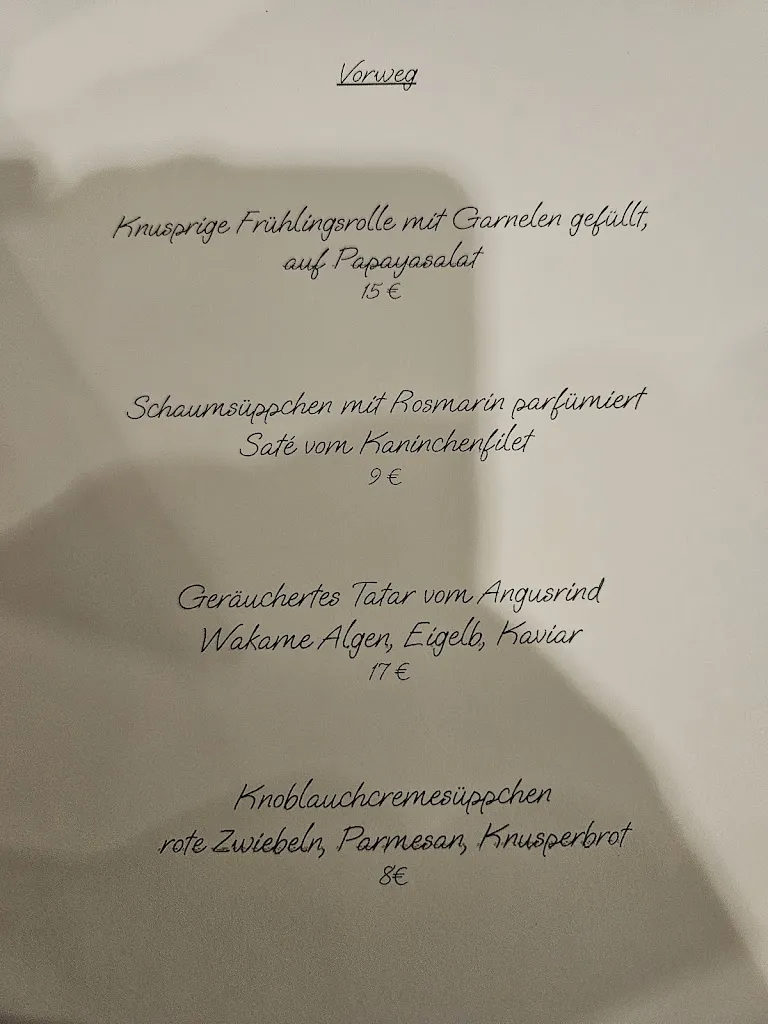 Vorweg
Knusprige Frühlingsrolle mit Garnelen gefüllt,
auf Papayasalat
15 €
Schaumsüppchen mit Rosmarin parfümiert
Saté vom Kaninchenfilet
9 €
Geräuchertes Tatar vom Angusrind
Wakame Algen, Eigelb, Kaviar
17 €
Knoblauchcremesüppchen
rote Zwiebeln, Parmesan, Knusperbrot
8€